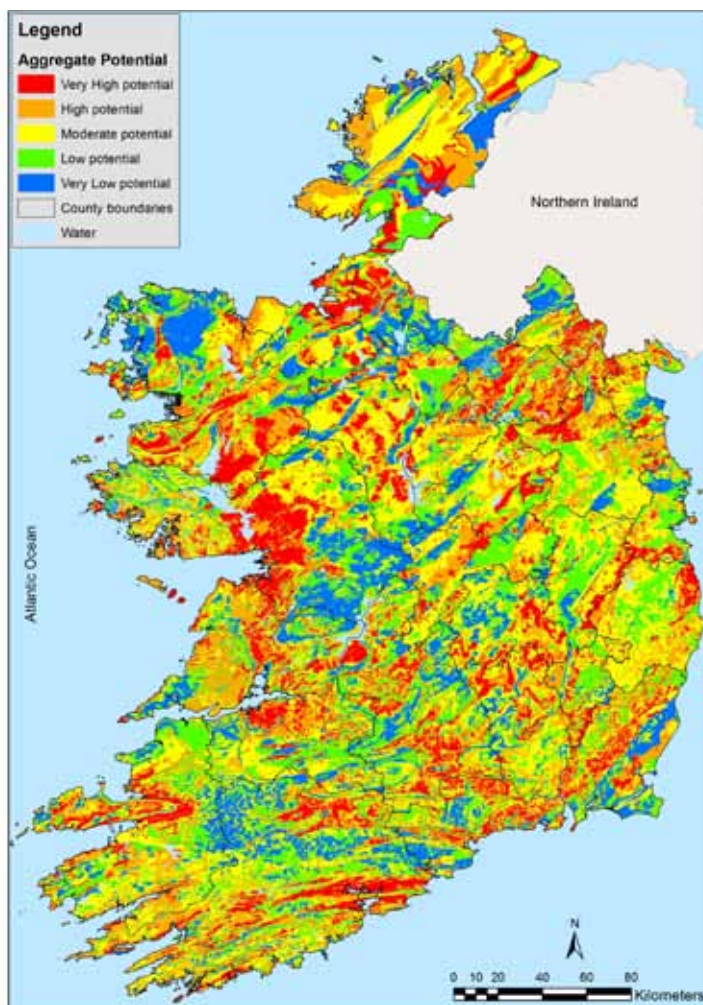 Legend
Aggregate Potential
Very High potential
High potential
Moderate potential
Low potential
Very Low potential
County boundaries
Water
Northern Ireland
Atlantic Ocean
N
0 10 20 40 60 80
Kilometers